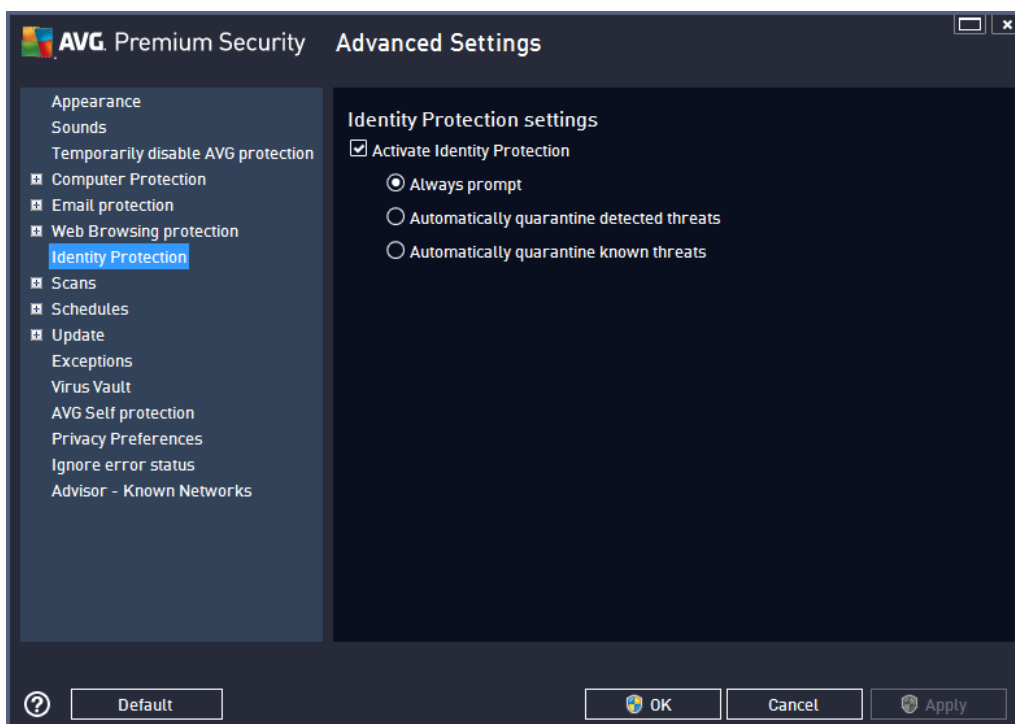 AVG. Premium Security
Advanced Settings
Appearance
Sounds
Temporarily disable AVG protection
Computer Protection
Email protection
Web Browsing protection
Identity Protection
Scans
Schedules
Update
Exceptions
Virus Vault
AVG Self protection
Privacy Preferences
Ignore error status
Advisor - Known Networks
Identity Protection settings
Activate Identity Protection
Always prompt
Automatically quarantine detected threats
Automatically quarantine known threats
? Default
OK
Cancel
Apply